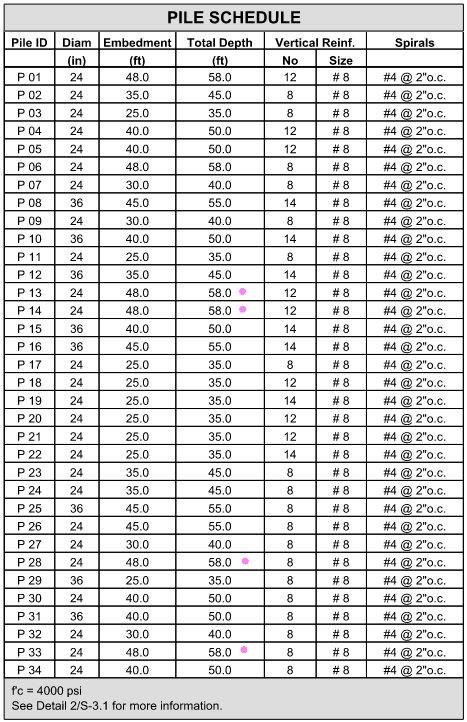 PILE SCHEDULE
Pile ID Diam Embedment Total Depth Vertical Reinf. Spirals
(in) (ft) (ft) No Size
P 01 24 48.0 58.0 12 # 8 #4 @ 2"o.c.
P 02 24 35.0 45.0 8 # 8 #4 @ 2"o.c.
P 03 24 25.0 35.0 8 # 8 #4 @ 2"o.c.
P 04 24 40.0 50.0 12 # 8 #4 @ 2"o.c.
P 05 24 40.0 50.0 12 # 8 #4 @ 2"o.c.
P 06 24 48.0 58.0 8 # 8 #4 @ 2"o.c.
P 07 24 30.0 40.0 8 # 8 #4 @ 2"o.c.
P 08 36 45.0 55.0 14 # 8 #4 @ 2"o.c.
P 09 24 30.0 40.0 8 # 8 #4 @ 2"o.c.
P 10 36 40.0 50.0 14 # 8 #4 @ 2"o.c.
P 11 24 25.0 35.0 8 # 8 #4 @ 2"o.c.
P 12 36 35.0 45.0 14 # 8 #4 @ 2"o.c.
P 13 24 48.0 58.0 12 # 8 #4 @ 2"o.c.
P 14 24 48.0 58.0 12 # 8 #4 @ 2"o.c.
P 15 36 40.0 50.0 14 # 8 #4 @ 2"o.c.
P 16 36 45.0 55.0 14 # 8 #4 @ 2"o.c.
P 17 24 25.0 35.0 8 # 8 #4 @ 2"o.c.
P 18 24 25.0 35.0 12 # 8 #4 @ 2"o.c.
P 19 24 25.0 35.0 14 # 8 #4 @ 2"o.c.
P 20 24 25.0 35.0 12 # 8 #4 @ 2"o.c.
P 21 24 25.0 35.0 12 # 8 #4 @ 2"o.c.
P 22 24 25.0 35.0 14 # 8 #4 @ 2"o.c.
P 23 24 35.0 45.0 8 # 8 #4 @ 2"o.c.
P 24 24 35.0 45.0 8 # 8 #4 @ 2"o.c.
P 25 36 45.0 55.0 8 # 8 #4 @ 2"o.c.
P 26 24 45.0 55.0 8 # 8 #4 @ 2"o.c.
P 27 24 30.0 40.0 8 # 8 #4 @ 2"o.c.
P 28 24 48.0 58.0 8 # 8 #4 @ 2"o.c.
P 29 36 25.0 35.0 8 # 8 #4 @ 2"o.c.
P 30 24 40.0 50.0 8 # 8 #4 @ 2"o.c.
P 31 36 40.0 50.0 8 # 8 #4 @ 2"o.c.
P 32 24 30.0 40.0 8 # 8 #4 @ 2"o.c.
P 33 24 48.0 58.0 8 # 8 #4 @ 2"o.c.
P 34 24 40.0 50.0 8 # 8 #4 @ 2"o.c.
f'c = 4000 psi
See Detail 2/S-3.1 for more information.